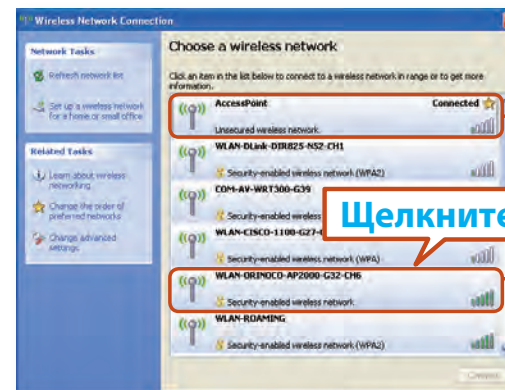 Wireless Network Connection
Network Tasks
Refresh network list
Set up a wireless network
for a home or small office
Related Tasks
Learn about wireless
networking
Change the order of
preferred networks
Change advanced
settings
Choose a wireless network
Click an item in the list below to connect to a wireless network in range or to get more
information.
AccessPoint Connected
Unsecured wireless network
WLAN-DLink-DIR825-N52-CH1
Security-enabled wireless network (WPA2)
COM-AV-WRT300-G39
Security-enabled wireless
Щелкните
WLAN-CISCO-1100-G27-
Security-enabled wireless network (WPA)
WLAN-ORINOCO-AP2000-G32-CH6
Security-enabled wireless network
WLAN-ROAMING
Security-enabled wireless network (WPA2)
Connect